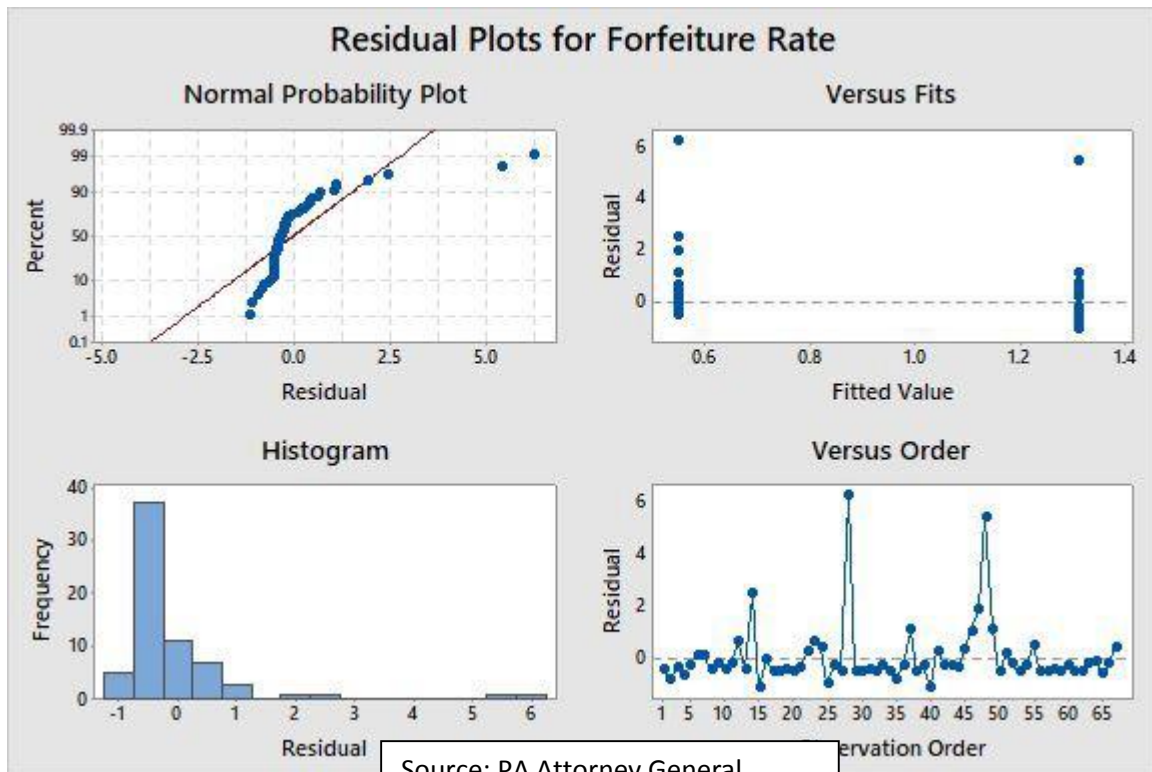 Residual Plots for Forfeiture Rate
Normal Probability Plot
99.9
99
90
50
10
1
0.1
Percent
-5.0 -2.5 0.0 2.5 5.0
Residual
Versus Fits
6
4
2
0
Residual
0.6 0.8 1.0 1.2 1.4
Fitted Value
Histogram
40
30
20
10
0
Frequency
-1 0 1 2 3 4 5 6
Residual
Versus Order
6
4
2
0
Residual
1 5 10 15 20 25 30 35 40 45 50 55 60 65
ervation Order
Source: PA Attorney General